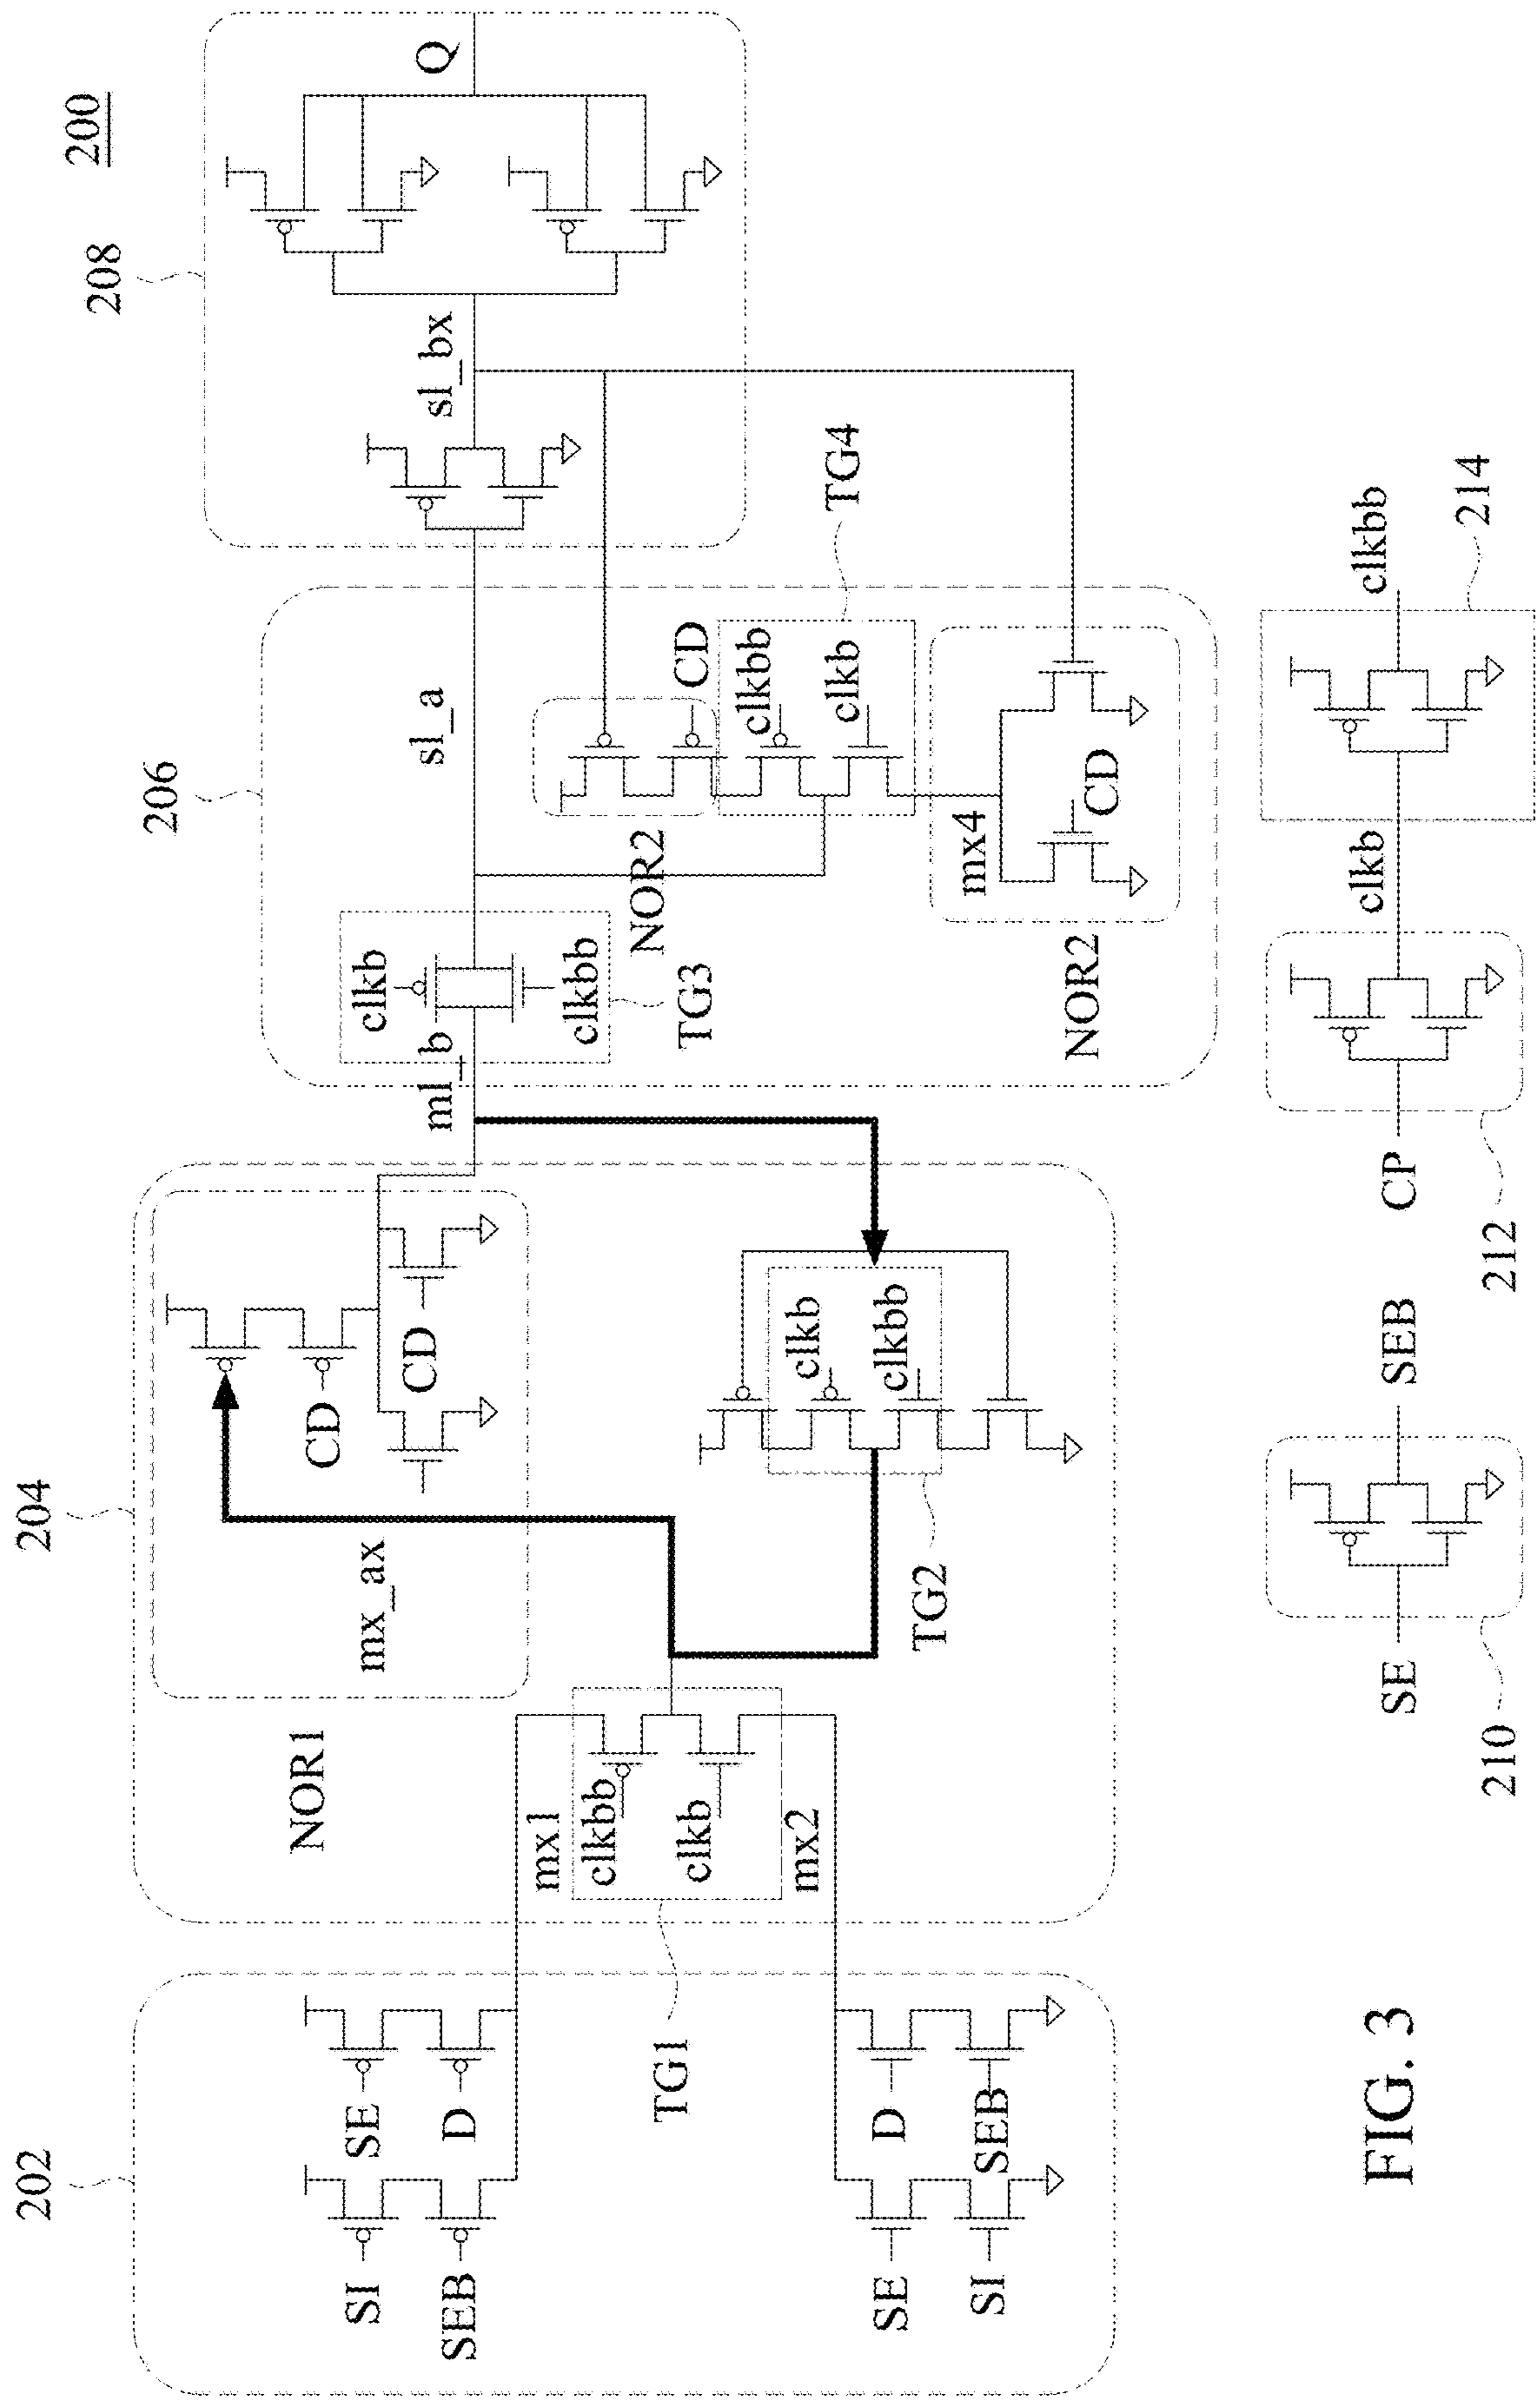 200
202
204
206
208
SI
SEB
SE
D
SE
SI
D
SEB
mx1
mx2
clkbb
clkb
TG1
NOR1
mx_ax
CD
CD
clkb
clkbb
TG2
ml_b
clkb
clkbb
TG3
sl_a
NOR2
CD
clkbb
clkb
TG4
mx4
CD
NOR2
sl_bx
Q
SE
SEB
210
CP
212
clkb
214
clkbb
FIG. 3